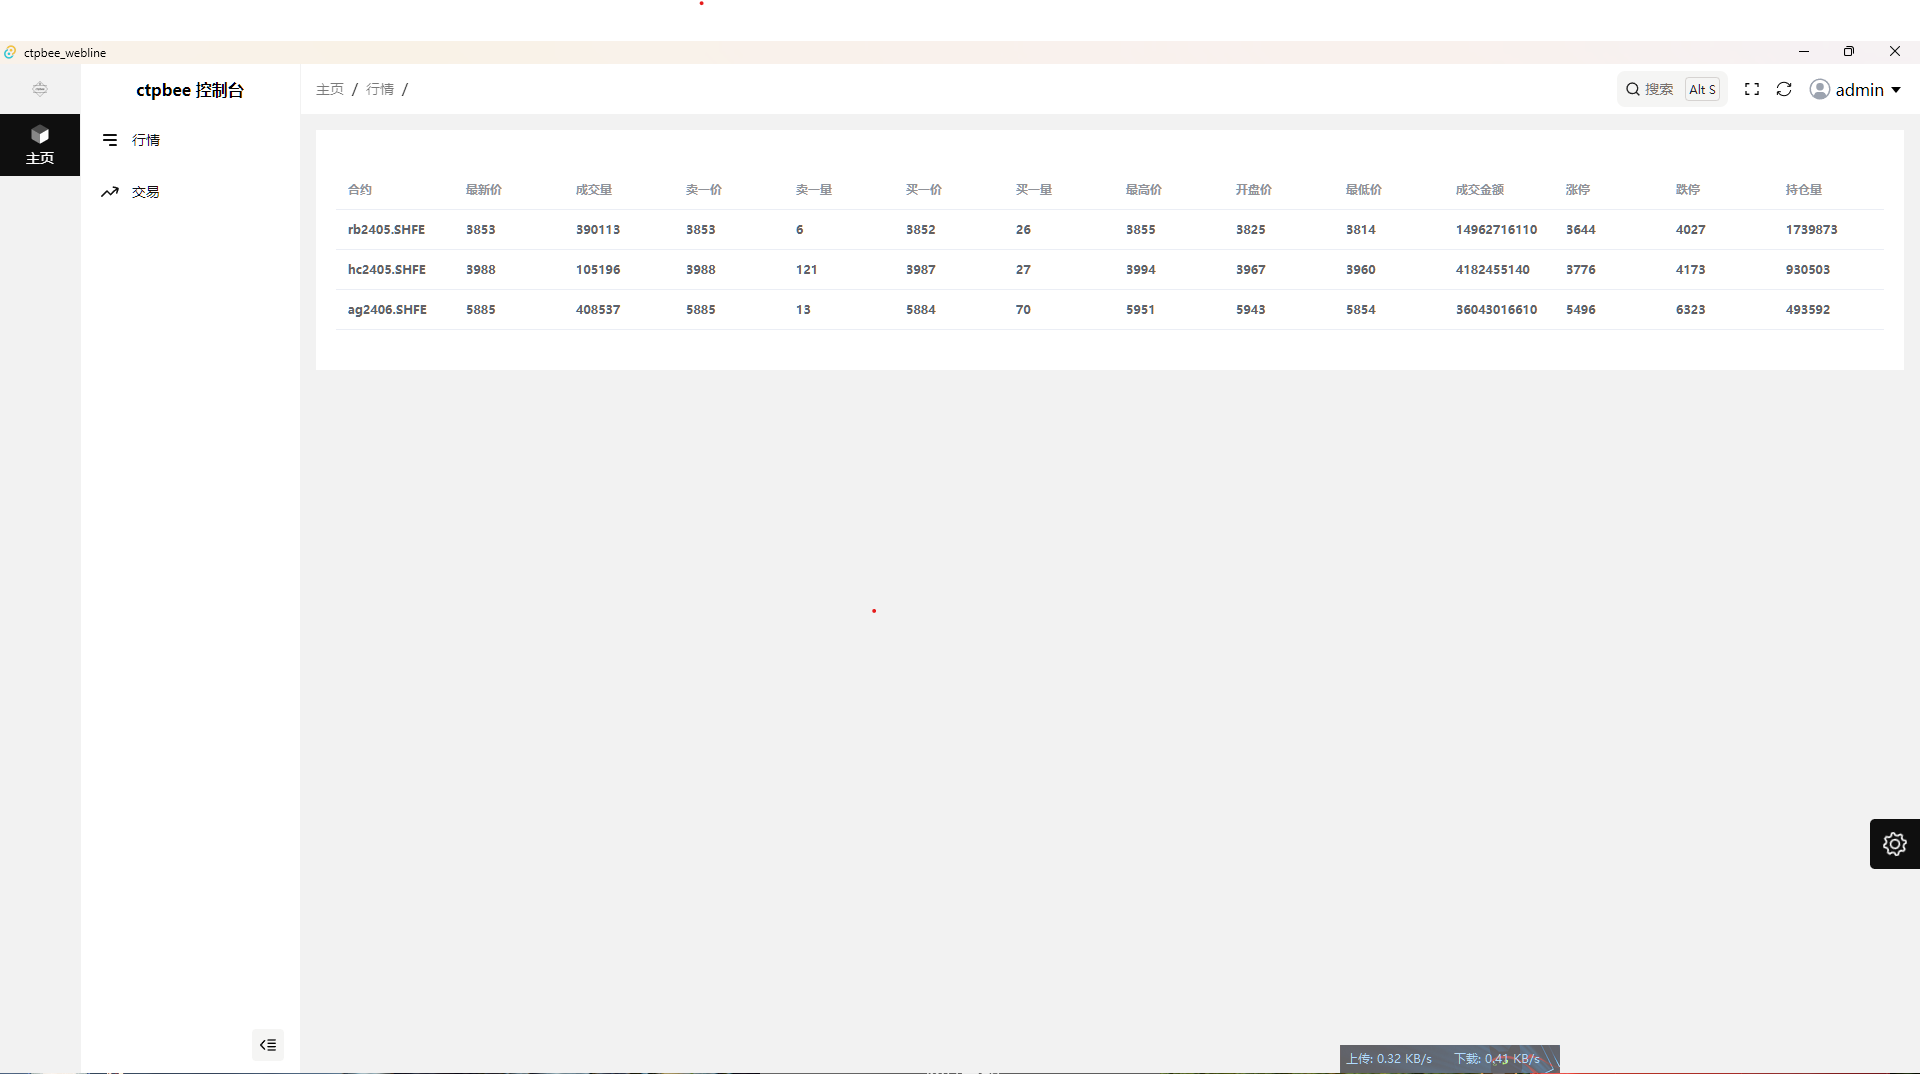 ctpbee_webline
ctpbee 控制台
主页 / 行情 /
搜索 Alt S
admin
主页
行情
交易
合约 最新价 成交量 卖一价 卖一量 买一价 买一量 最高价 开盘价 最低价 成交金额 涨停 跌停 持仓量
rb2405.SHFE 3853 390113 3853 6 3852 26 3855 3825 3814 14962716110 3644 4027 1739873
hc2405.SHFE 3988 105196 3988 121 3987 27 3994 3967 3960 4182455140 3776 4173 930503
ag2406.SHFE 5885 408537 5885 13 5884 70 5951 5943 5854 36043016610 5496 6323 493592
上传: 0.32 KB/s 下载: 0.41 KB/s